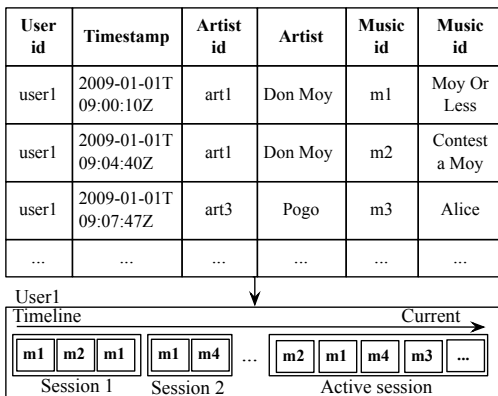 User id | Timestamp | Artist id | Artist | Music id | Music id
user1 | 2009-01-01T 09:00:10Z | art1 | Don Moy | m1 | Moy Or Less
user1 | 2009-01-01T 09:04:40Z | art1 | Don Moy | m2 | Contest a Moy
user1 | 2009-01-01T 09:07:47Z | art3 | Pogo | m3 | Alice
... | ... | ... | ... | ... | ...
User1
Timeline Current
m1 m2 m1 m1 m4 ... m2 m1 m4 m3 ...
Session 1 Session 2 Active session